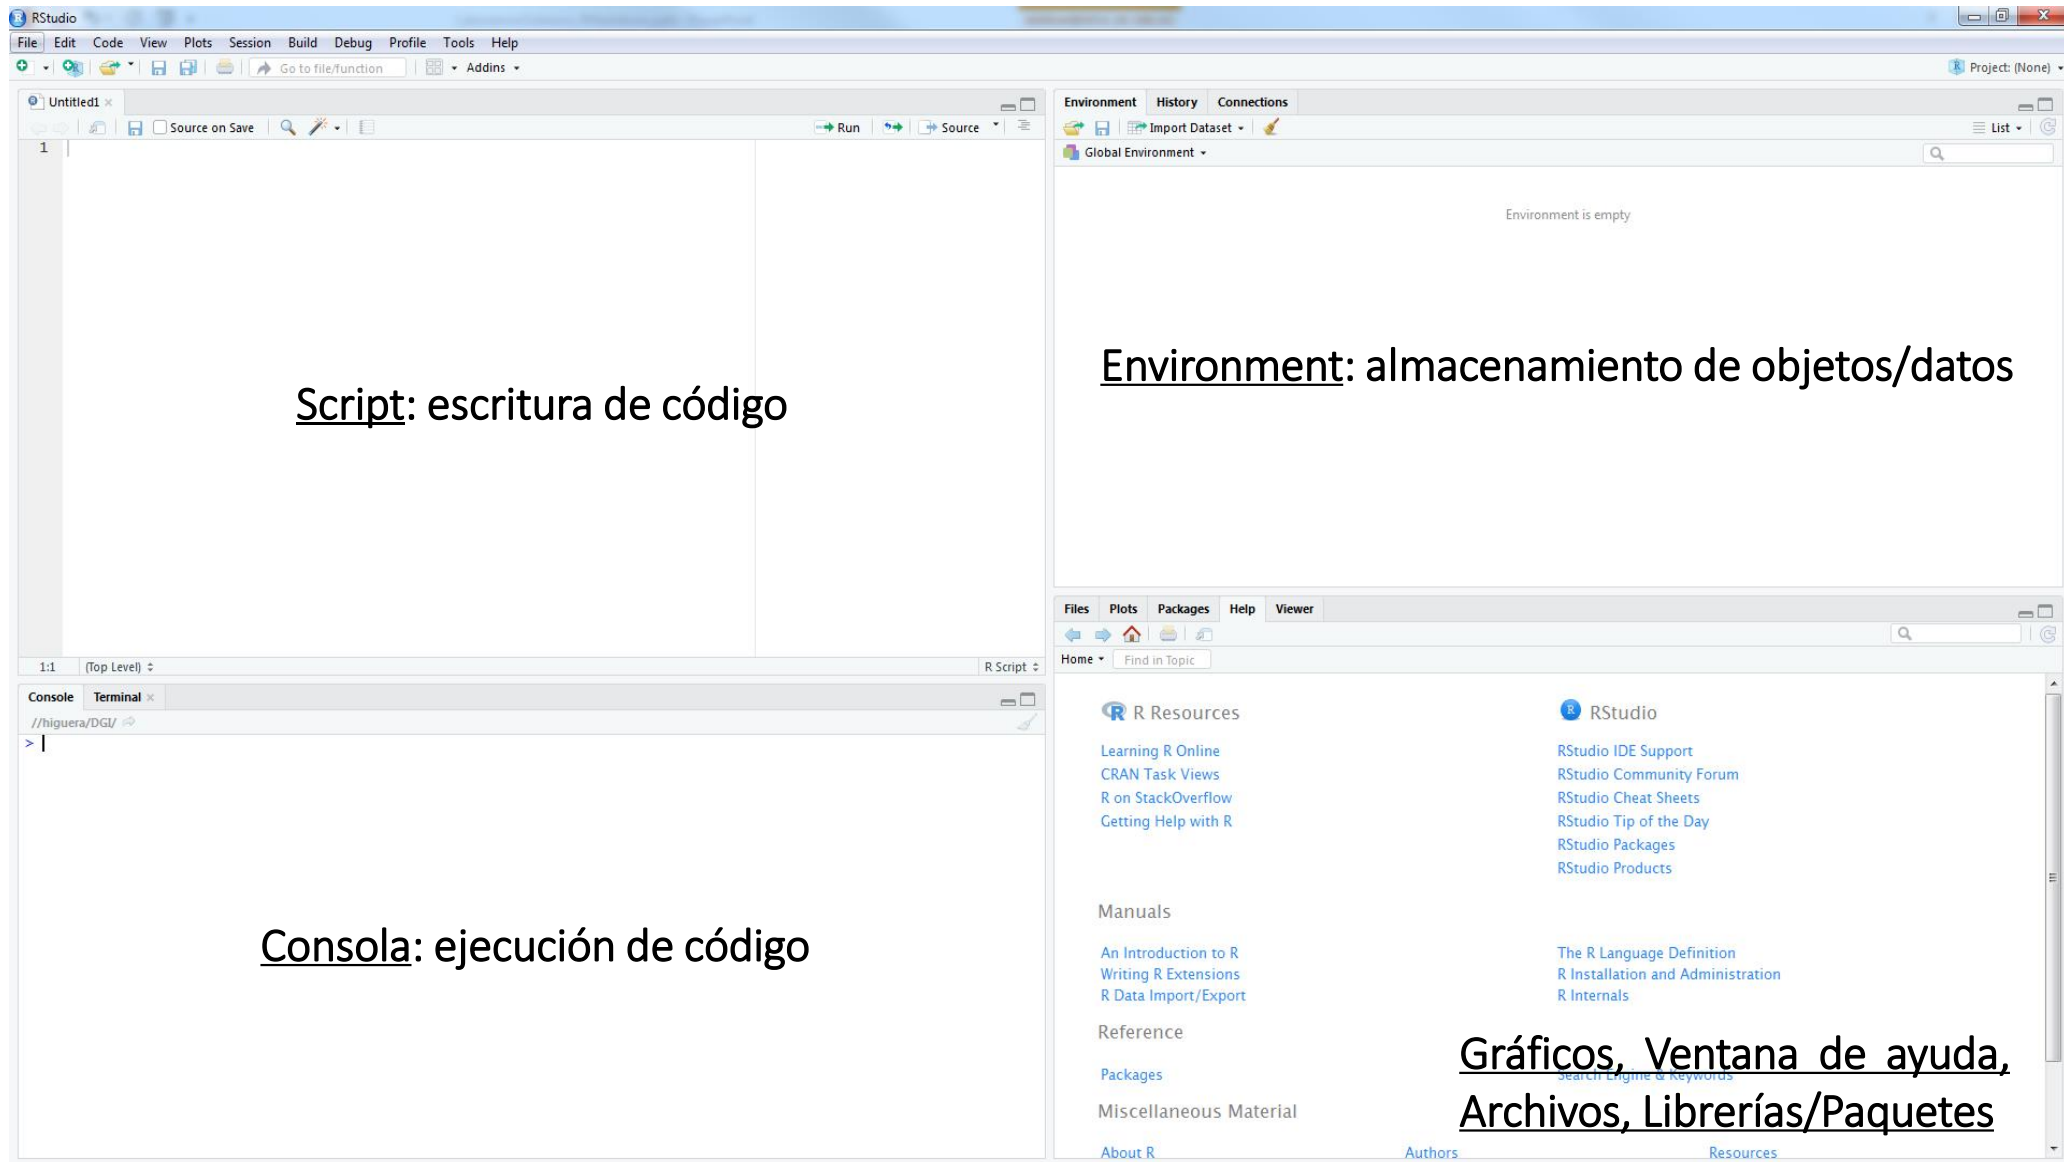 RStudio
File Edit Code View Plots Session Build Debug Profile Tools Help
Go to file/function Addins Project: (None)
Untitled1
Source on Save Run Source
1
Script: escritura de código
1:1 (Top Level) R Script
Console Terminal
//higuera/DGI/
>
Consola: ejecución de código
Environment History Connections
Import Dataset List
Global Environment
Environment is empty
Environment: almacenamiento de objetos/datos
Files Plots Packages Help Viewer
Home Find in Topic
R Resources
Learning R Online
CRAN Task Views
R on StackOverflow
Getting Help with R
RStudio
RStudio IDE Support
RStudio Community Forum
RStudio Cheat Sheets
RStudio Tip of the Day
RStudio Packages
RStudio Products
Manuals
An Introduction to R The R Language Definition
Writing R Extensions R Installation and Administration
R Data Import/Export R Internals
Reference
Packages Search Engine & Keywords
Miscellaneous Material
About R Authors Resources
Gráficos, Ventana de ayuda,
Archivos, Librerías/Paquetes